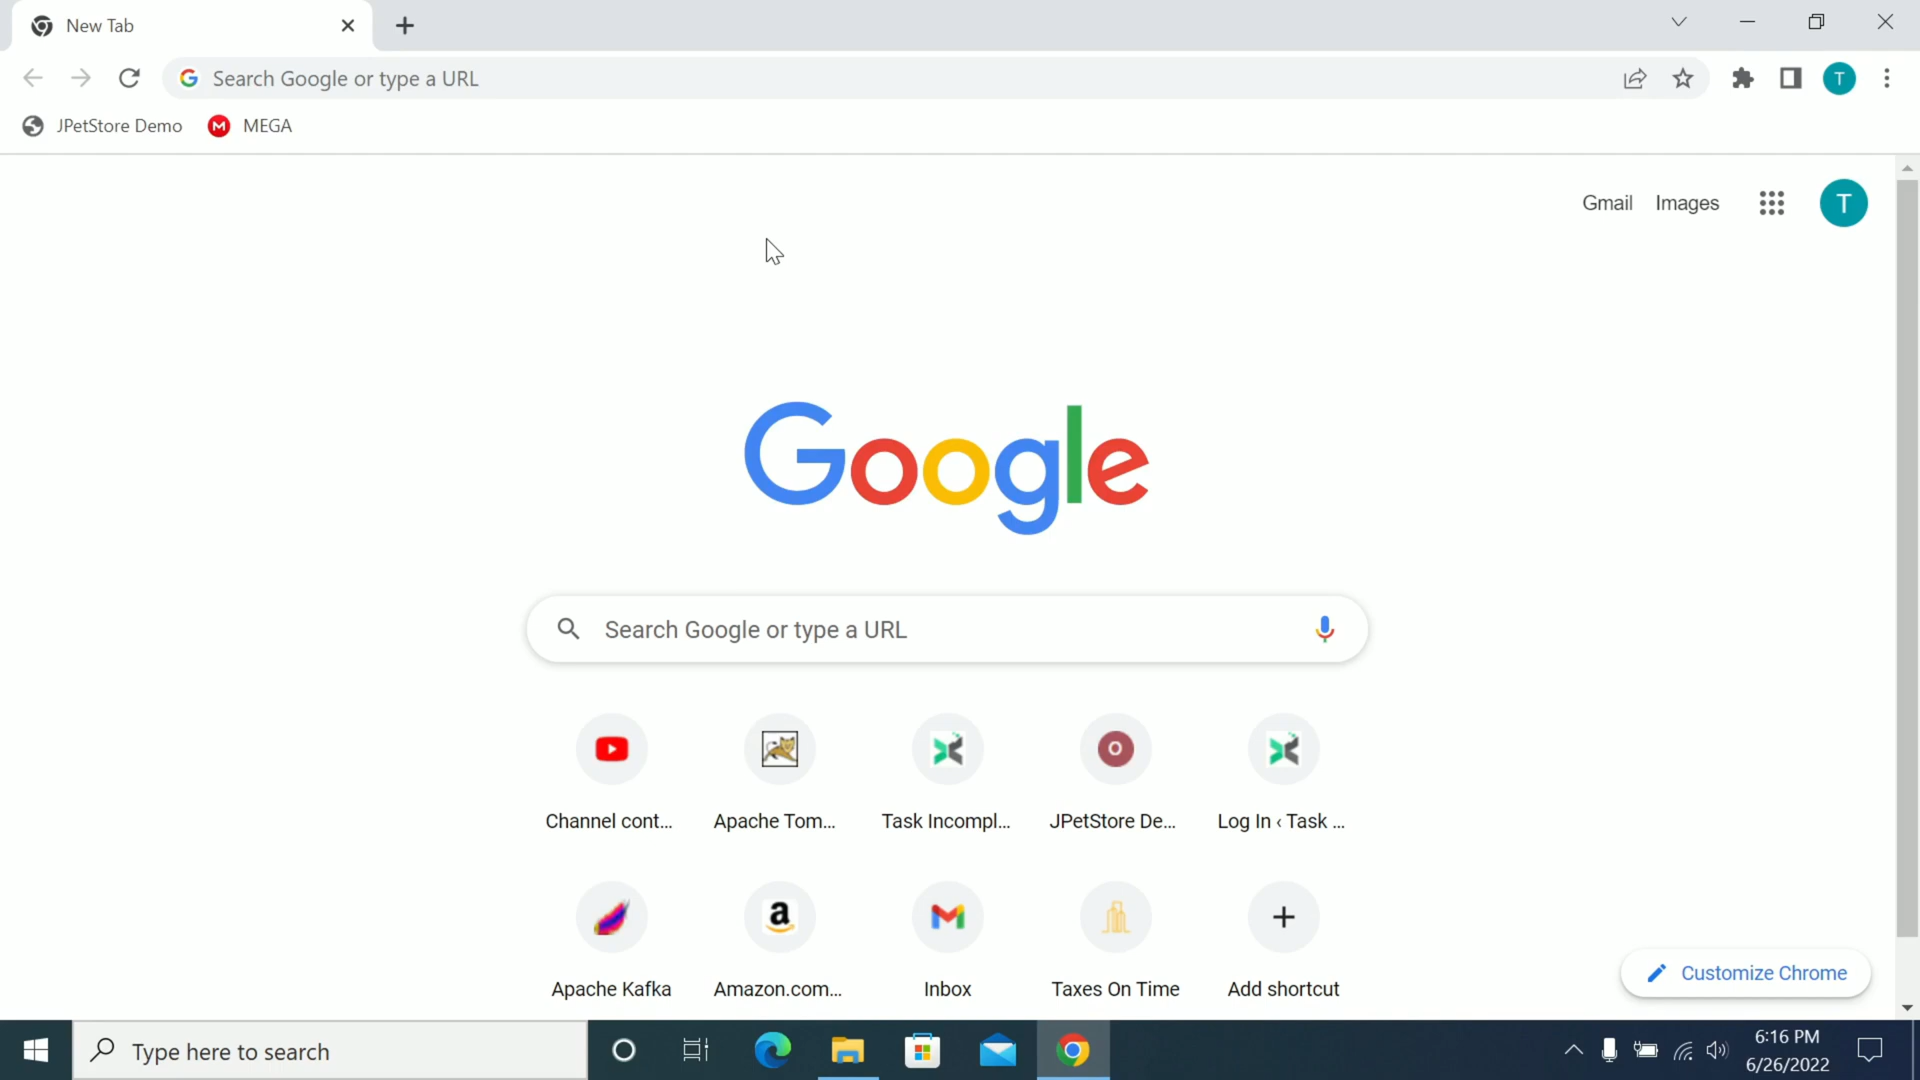 New Tab
Search Google or type a URL
T
JPetStore Demo
MEGA
Gmail
Images
T
Google
Search Google or type a URL
Channel cont...
Apache Tom...
Task Incompl...
O
JPetStore De...
Log In ‹ Task ...
Apache Kafka
Amazon.com...
Inbox
Taxes On Time
Add shortcut
Customize Chrome
Type here to search
6:16 PM
6/26/2022